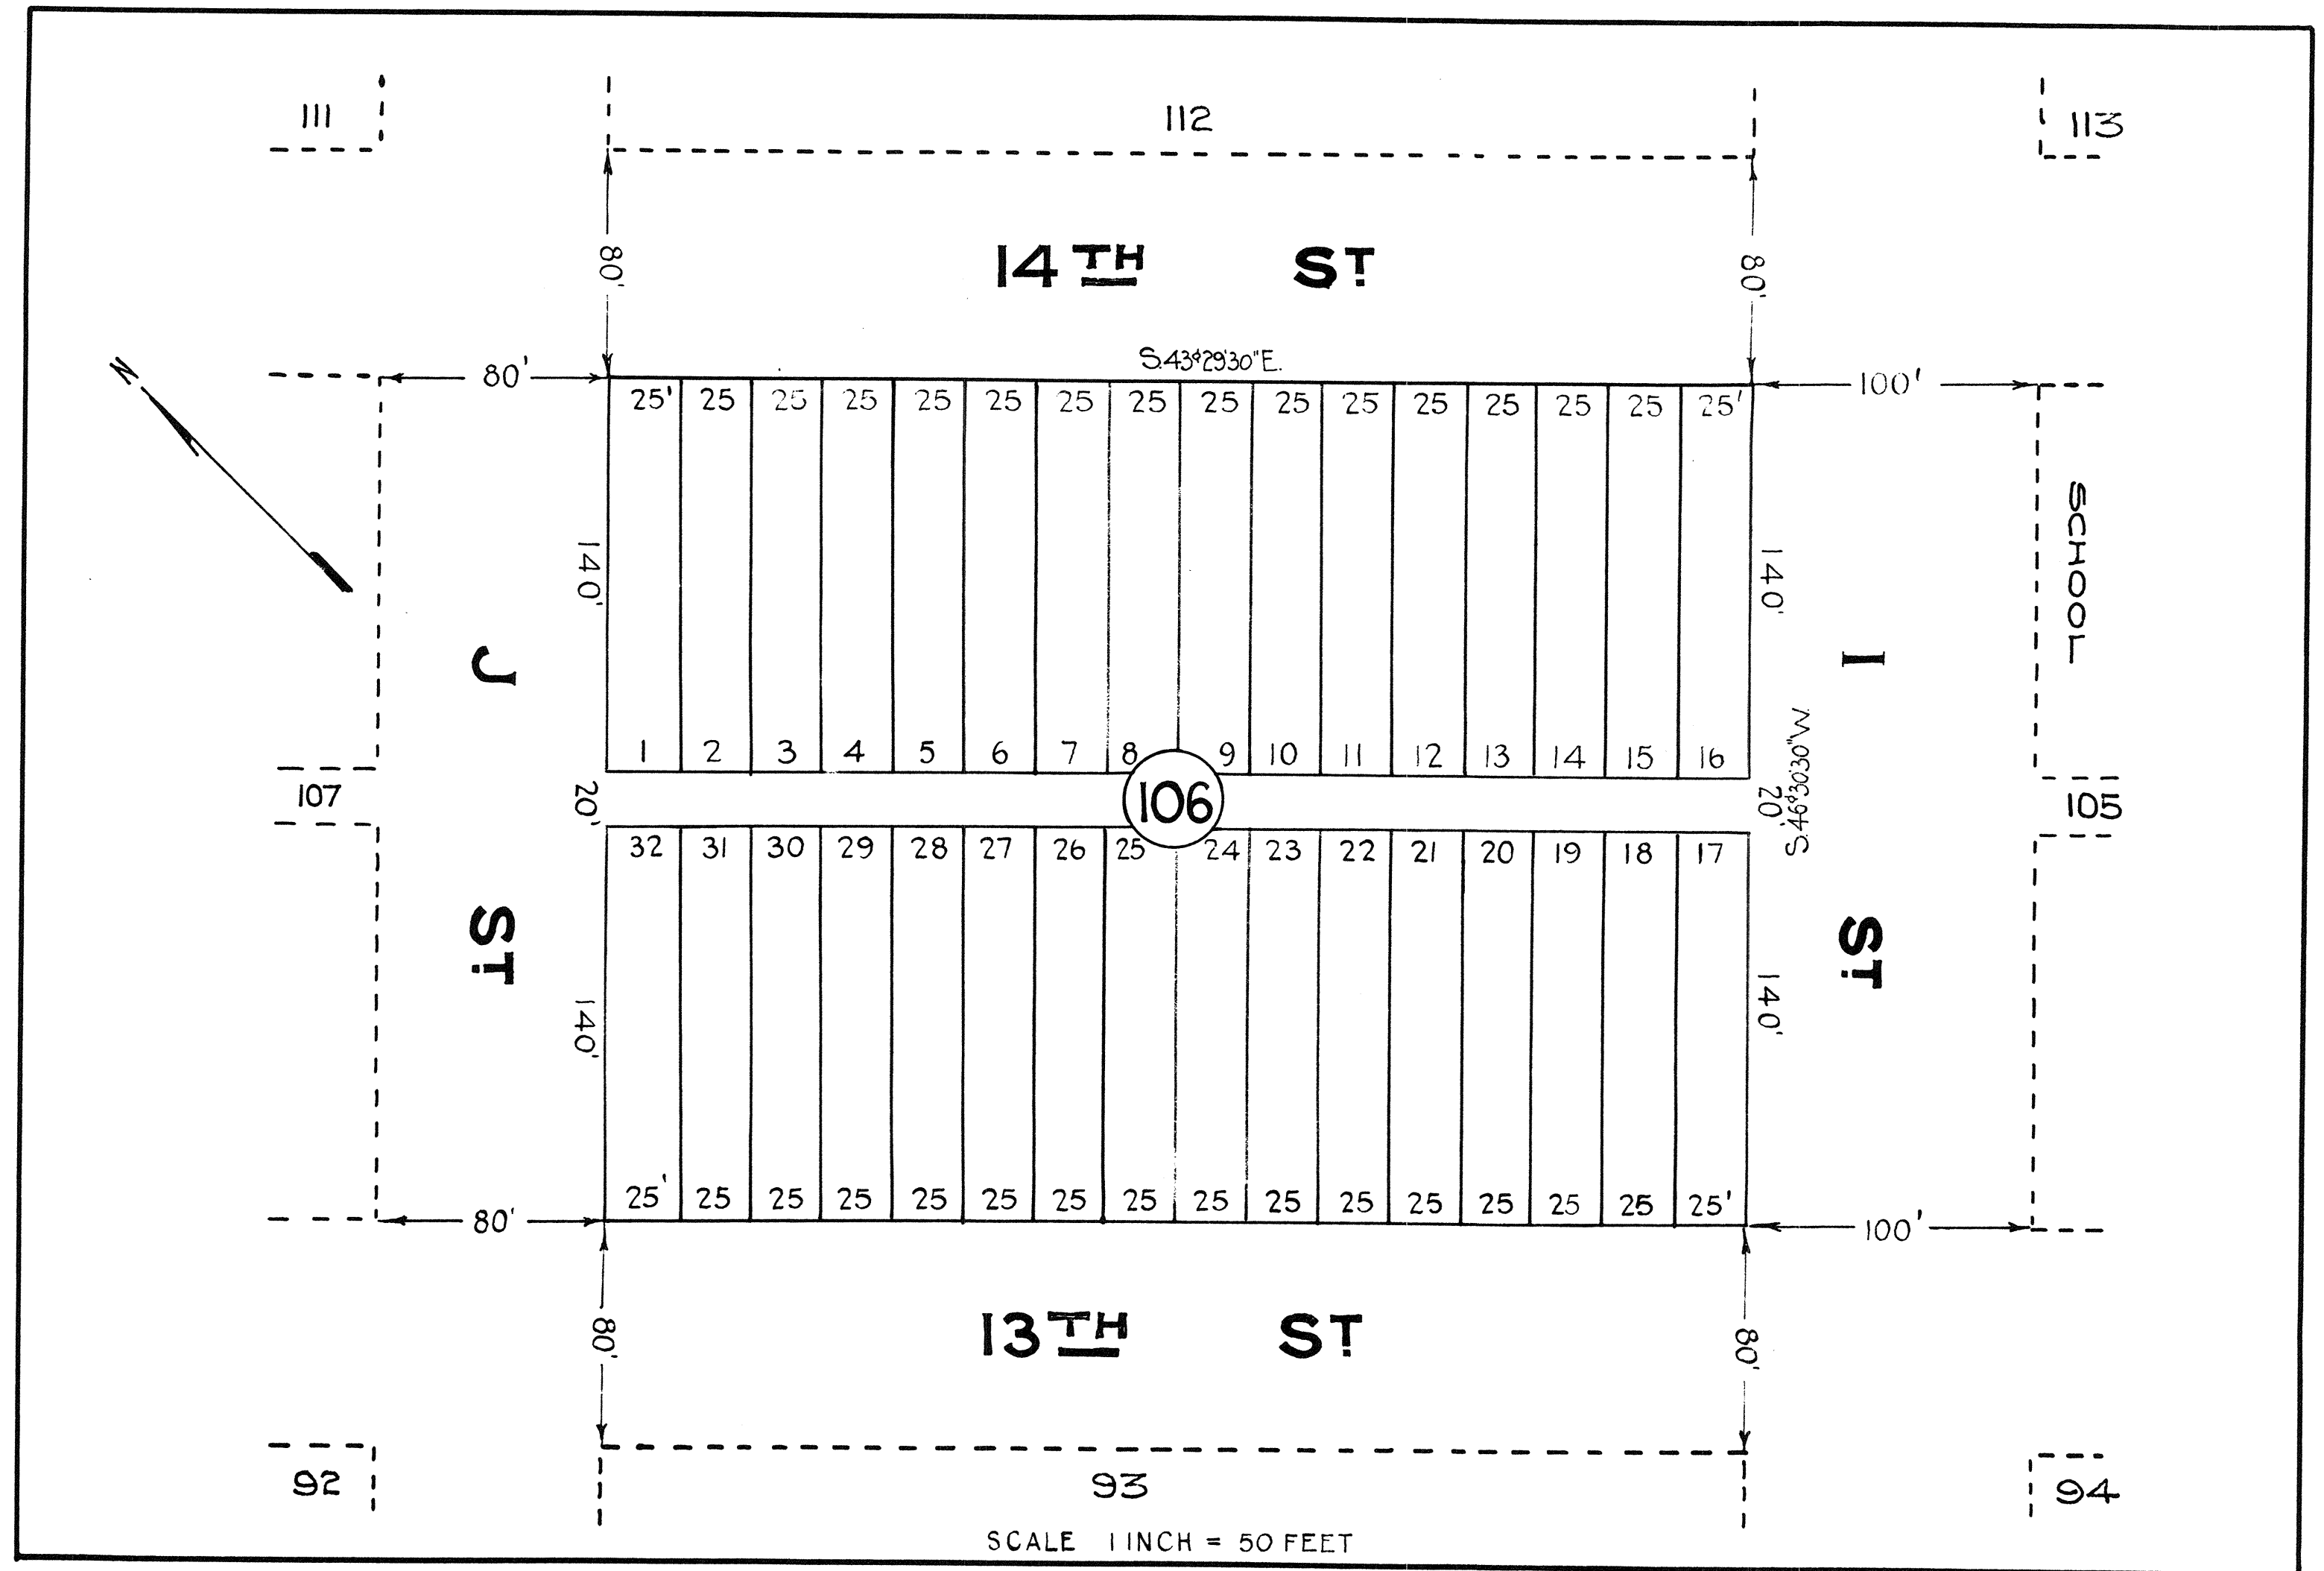 111 112 113
80' 80'
14TH ST
N
S.43°29'30"E.
80' 100'
25' 25 25 25 25 25 25 25 25 25 25 25 25 25 25 25'
140' 140'
SCHOOL
J ST
I ST
1 2 3 4 5 6 7 8 9 10 11 12 13 14 15 16
S.46°30'30"W.
107 20' 106 20' 105
32 31 30 29 28 27 26 25 24 23 22 21 20 19 18 17
140' 140'
25' 25 25 25 25 25 25 25 25 25 25 25 25 25 25 25'
80' 100'
13TH ST
80' 80'
92 93 94
SCALE 1 INCH = 50 FEET